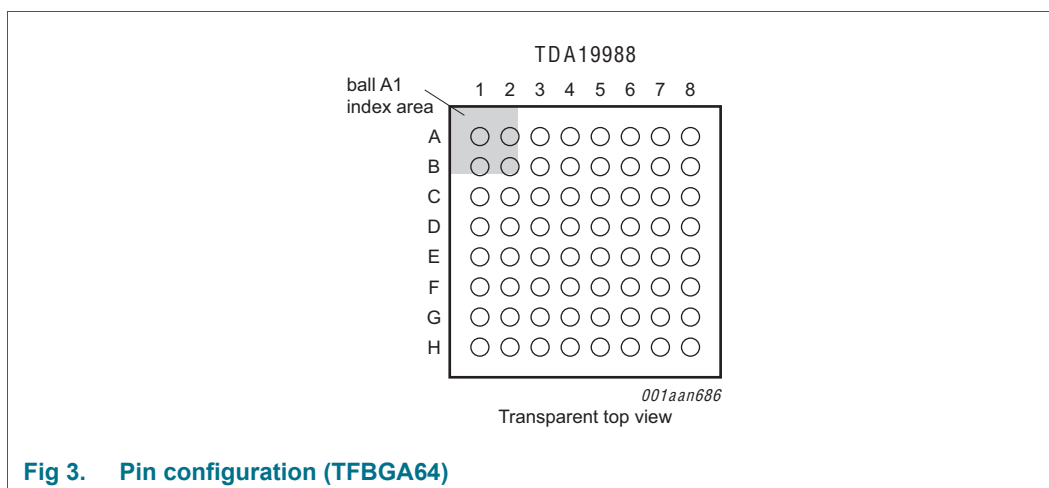 TDA19988
ball A1
index area
1 2 3 4 5 6 7 8
A
B
C
D
E
F
G
H
001aan686
Transparent top view
Fig 3. Pin configuration (TFBGA64)